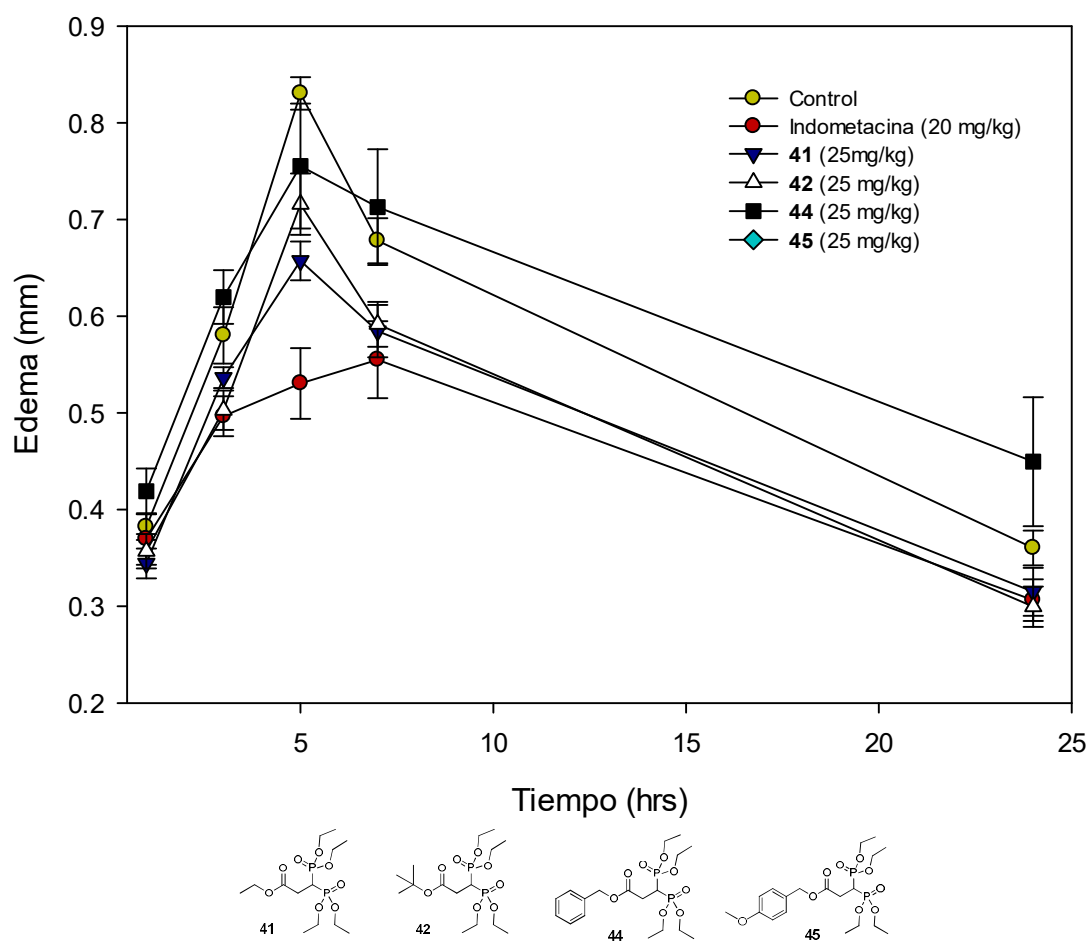 0.9
0.8
0.7
0.6
0.5
0.4
0.3
0.2
Edema (mm)
Control
Indometacina (20 mg/kg)
41 (25mg/kg)
42 (25 mg/kg)
44 (25 mg/kg)
45 (25 mg/kg)
5 10 15 20 25
Tiempo (hrs)
O O P O O P O O O O
O O P O O P O O O O
O O P O O P O O O O
O O O P O O P O O O O
41 42 44 45